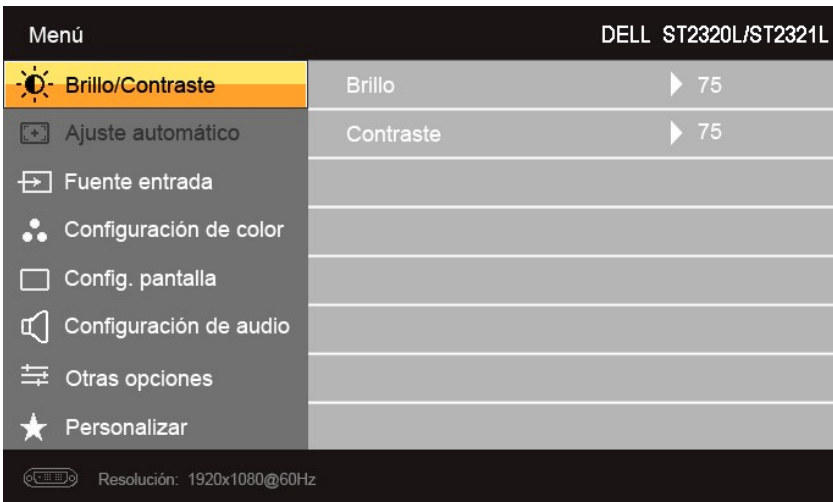 Menú DELL ST2320L/ST2321L
Brillo/Contraste Brillo 75
Ajuste automático Contraste 75
Fuente entrada
Configuración de color
Config. pantalla
Configuración de audio
Otras opciones
Personalizar
Resolución: 1920x1080@60Hz